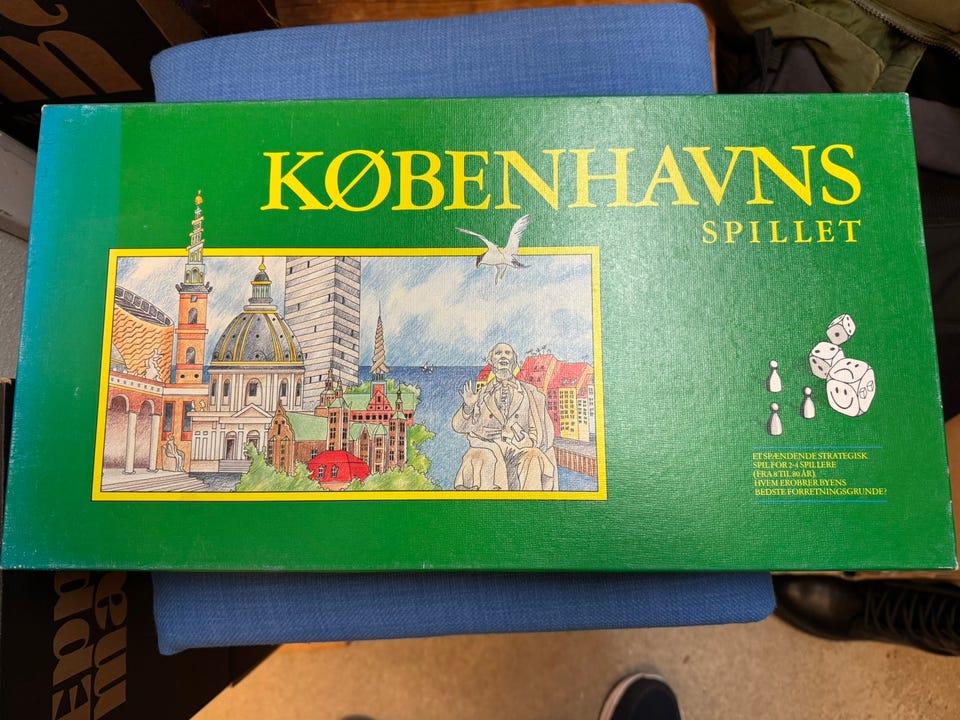 KØBENHAVNS
SPILLET
ET SPÆNDENDE STRATEGISK
SPIL FOR 2-4 SPILLERE
(FRA 8 TIL 80 ÅR).
HVEM EROBRER BYENS
BEDSTE FORRETNINGSGRUNDE?